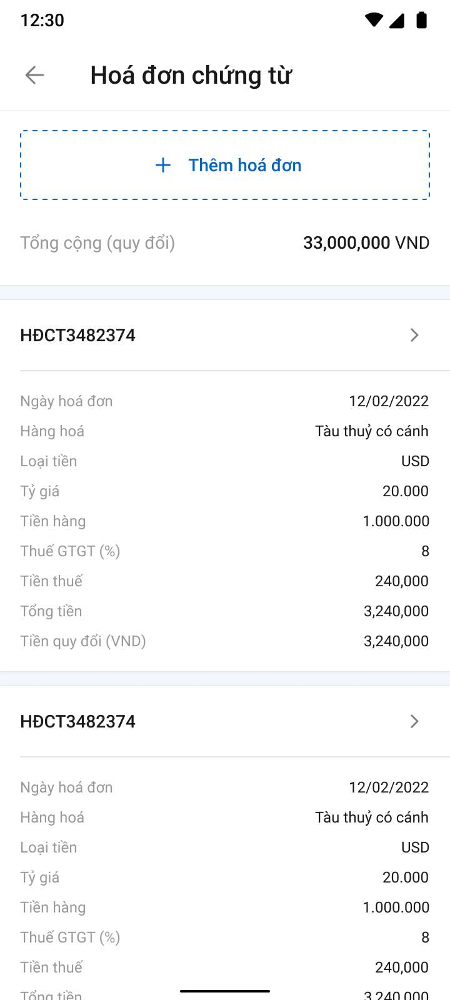 12:30
Hoá đơn chứng từ
Thêm hoá đơn
Tổng cộng (quy đổi) 33,000,000 VND
HĐCT3482374
Ngày hoá đơn 12/02/2022
Hàng hoá Tàu thuỷ có cánh
Loại tiền USD
Tỷ giá 20.000
Tiền hàng 1.000.000
Thuế GTGT (%) 8
Tiền thuế 240,000
Tổng tiền 3,240,000
Tiền quy đổi (VND) 3,240,000
HĐCT3482374
Ngày hoá đơn 12/02/2022
Hàng hoá Tàu thuỷ có cánh
Loại tiền USD
Tỷ giá 20.000
Tiền hàng 1.000.000
Thuế GTGT (%) 8
Tiền thuế 240,000
Tổng tiền 3,240,000